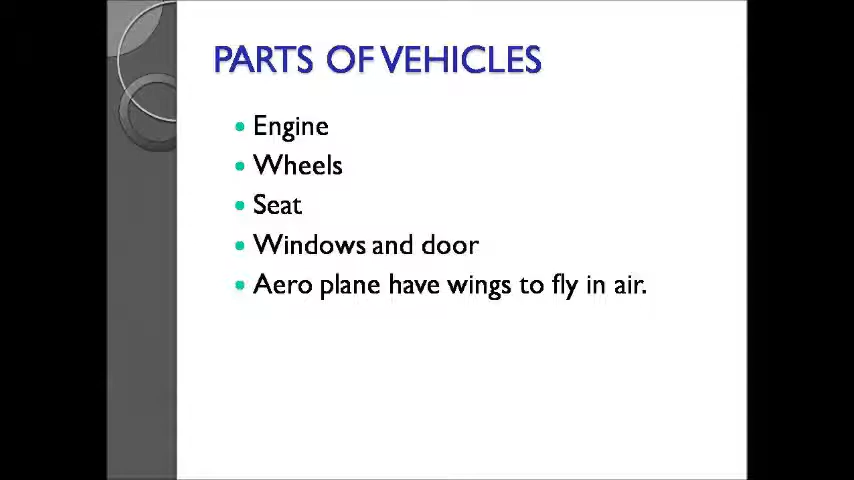 PARTS OF VEHICLES
• Engine
• Wheels
• Seat
• Windows and door
• Aero plane have wings to fly in air.